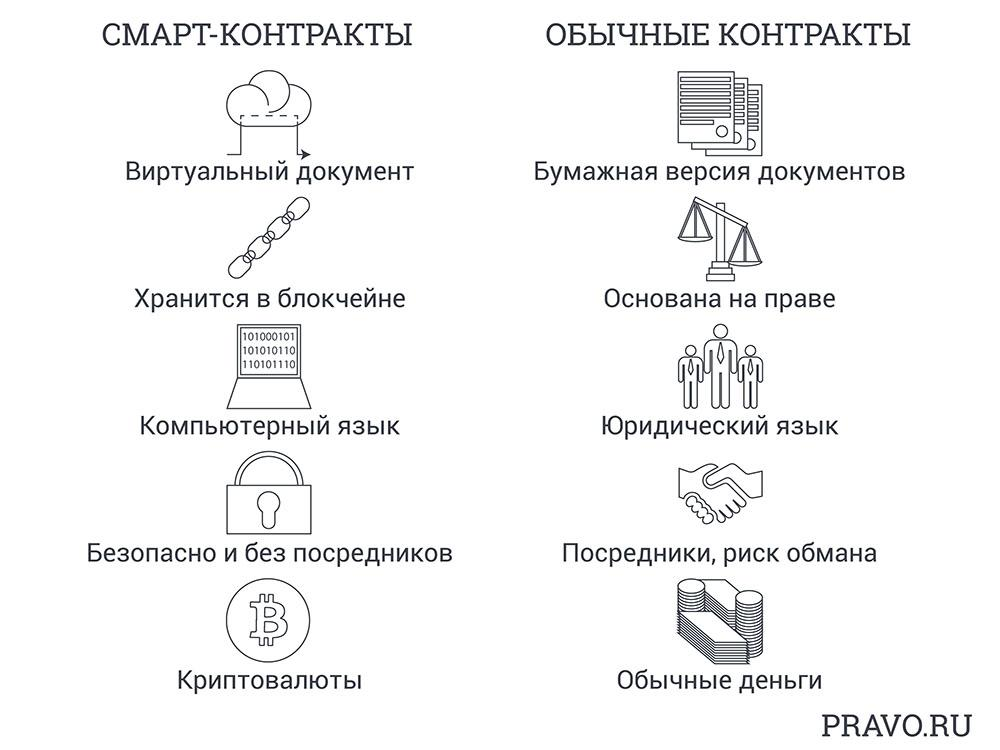 СМАРТ-КОНТРАКТЫ
ОБЫЧНЫЕ КОНТРАКТЫ
Виртуальный документ
Бумажная версия документов
Хранится в блокчейне
Основана на праве
101000101
101010110
110101110
Компьютерный язык
Юридический язык
Безопасно и без посредников
Посредники, риск обмана
Криптовалюты
Обычные деньги
PRAVO.RU